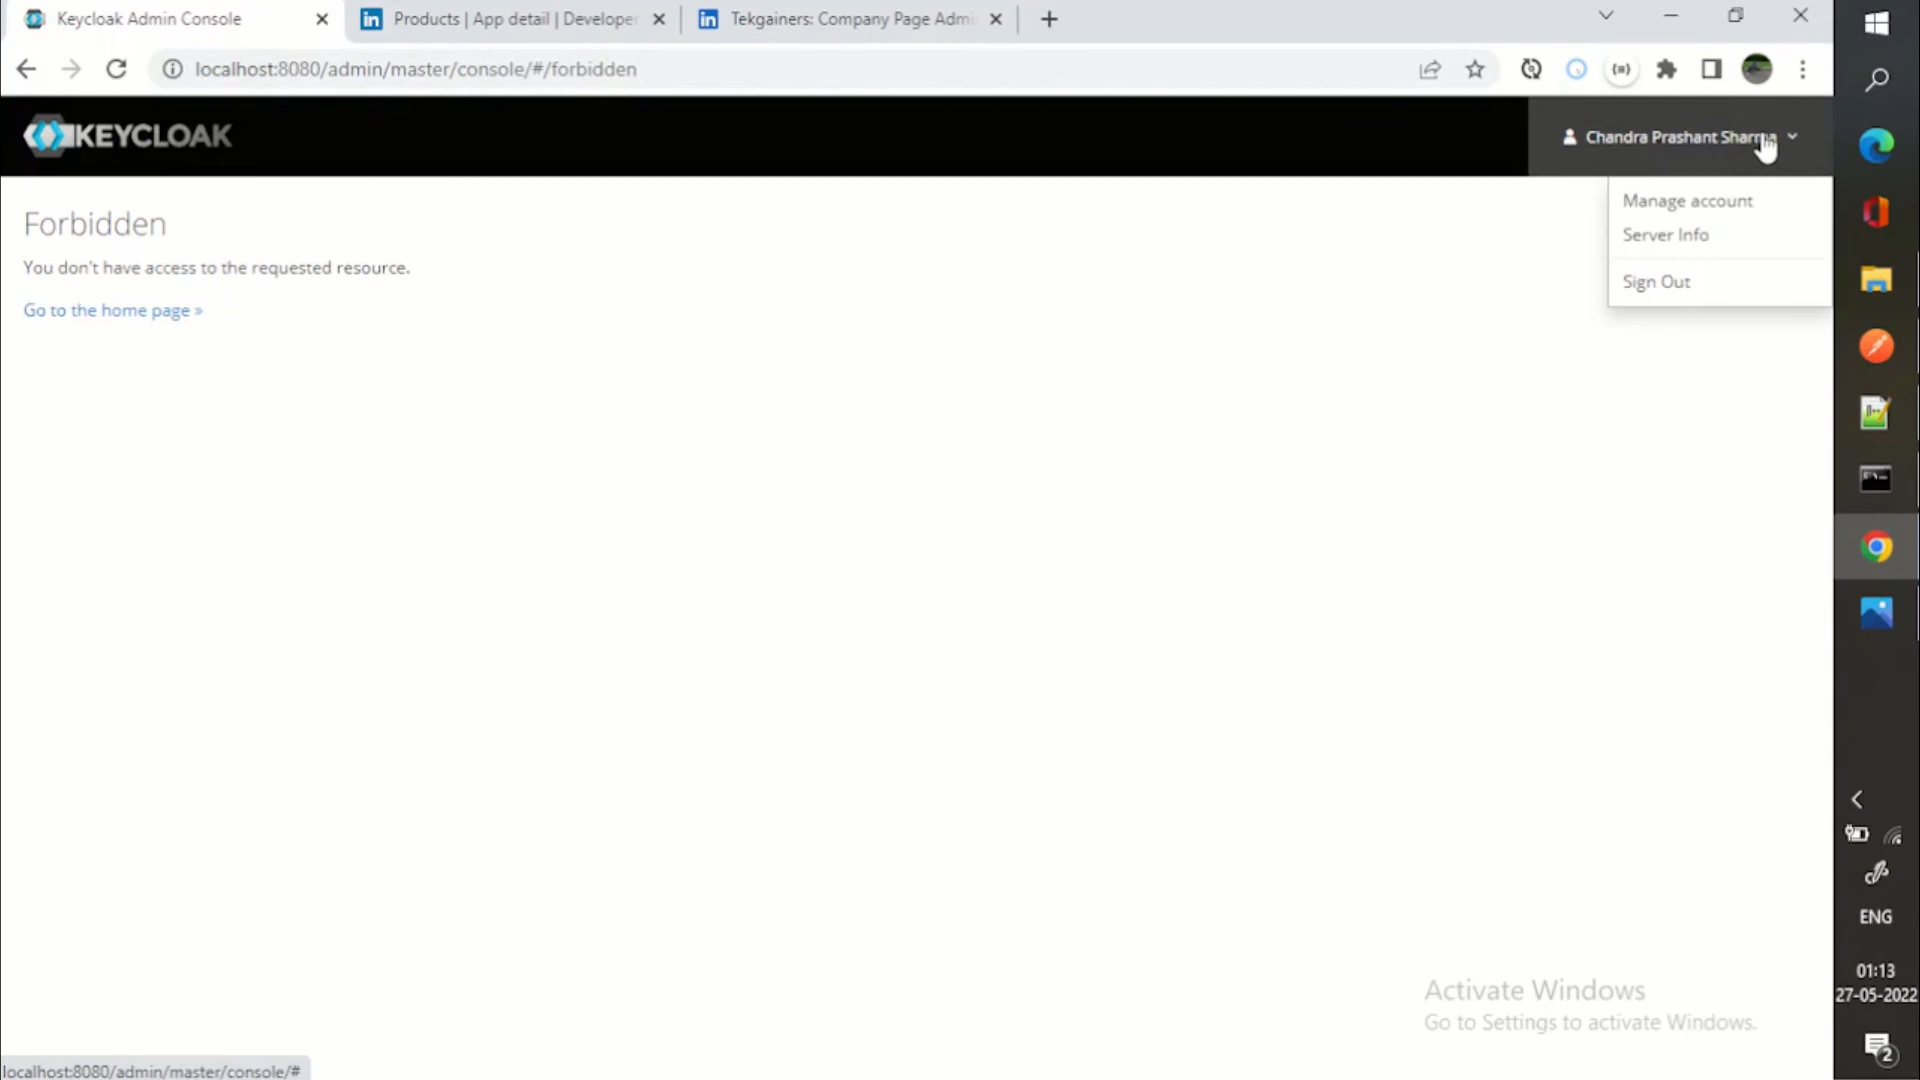 Keycloak Admin Console
Products | App detail | Developer
Tekgainers: Company Page Admi
localhost:8080/admin/master/console/#/forbidden
KEYCLOAK
Chandra Prashant Sharma
Manage account
Server Info
Sign Out
Forbidden
You don't have access to the requested resource.
Go to the home page »
ENG
01:13
27-05-2022
2
Activate Windows
Go to Settings to activate Windows.
localhost:8080/admin/master/console/#